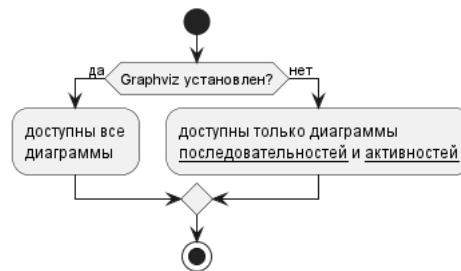 да
Graphviz установлен?
нет
доступны все
диаграммы
доступны только диаграммы
последовательностей и активностей